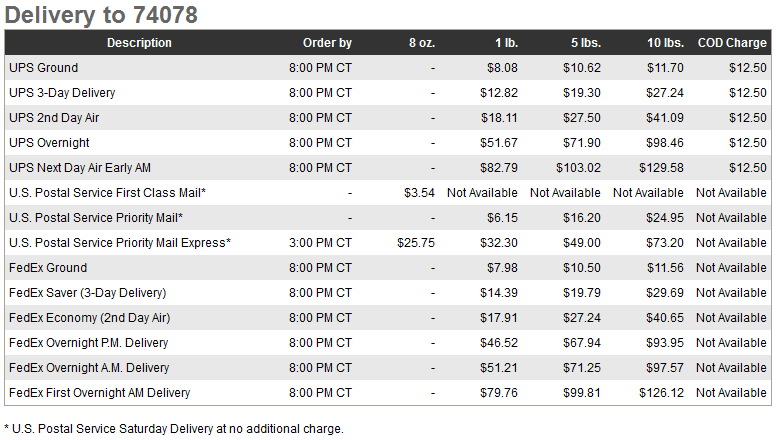 Delivery to 74078
Description Order by 8 oz. 1 lb. 5 lbs. 10 lbs. COD Charge
UPS Ground 8:00 PM CT - $8.08 $10.62 $11.70 $12.50
UPS 3-Day Delivery 8:00 PM CT - $12.82 $19.30 $27.24 $12.50
UPS 2nd Day Air 8:00 PM CT - $18.11 $27.50 $41.09 $12.50
UPS Overnight 8:00 PM CT - $51.67 $71.90 $98.46 $12.50
UPS Next Day Air Early AM 8:00 PM CT - $82.79 $103.02 $129.58 $12.50
U.S. Postal Service First Class Mail* - $3.54 Not Available Not Available Not Available Not Available
U.S. Postal Service Priority Mail* - - $6.15 $16.20 $24.95 Not Available
U.S. Postal Service Priority Mail Express* 3:00 PM CT $25.75 $32.30 $49.00 $73.20 Not Available
FedEx Ground 8:00 PM CT - $7.98 $10.50 $11.56 Not Available
FedEx Saver (3-Day Delivery) 8:00 PM CT - $14.39 $19.79 $29.69 Not Available
FedEx Economy (2nd Day Air) 8:00 PM CT - $17.91 $27.24 $40.65 Not Available
FedEx Overnight P.M. Delivery 8:00 PM CT - $46.52 $67.94 $93.95 Not Available
FedEx Overnight A.M. Delivery 8:00 PM CT - $51.21 $71.25 $97.57 Not Available
FedEx First Overnight AM Delivery 8:00 PM CT - $79.76 $99.81 $126.12 Not Available
* U.S. Postal Service Saturday Delivery at no additional charge.